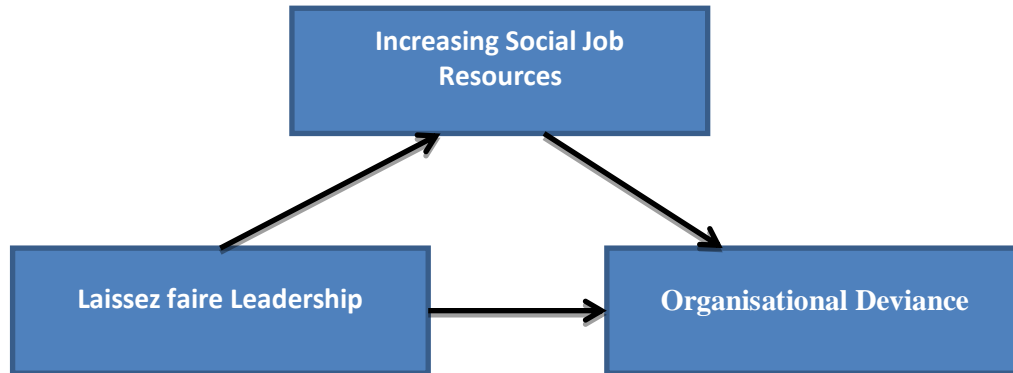 Increasing Social Job
Resources
Laissez faire Leadership
Organisational Deviance